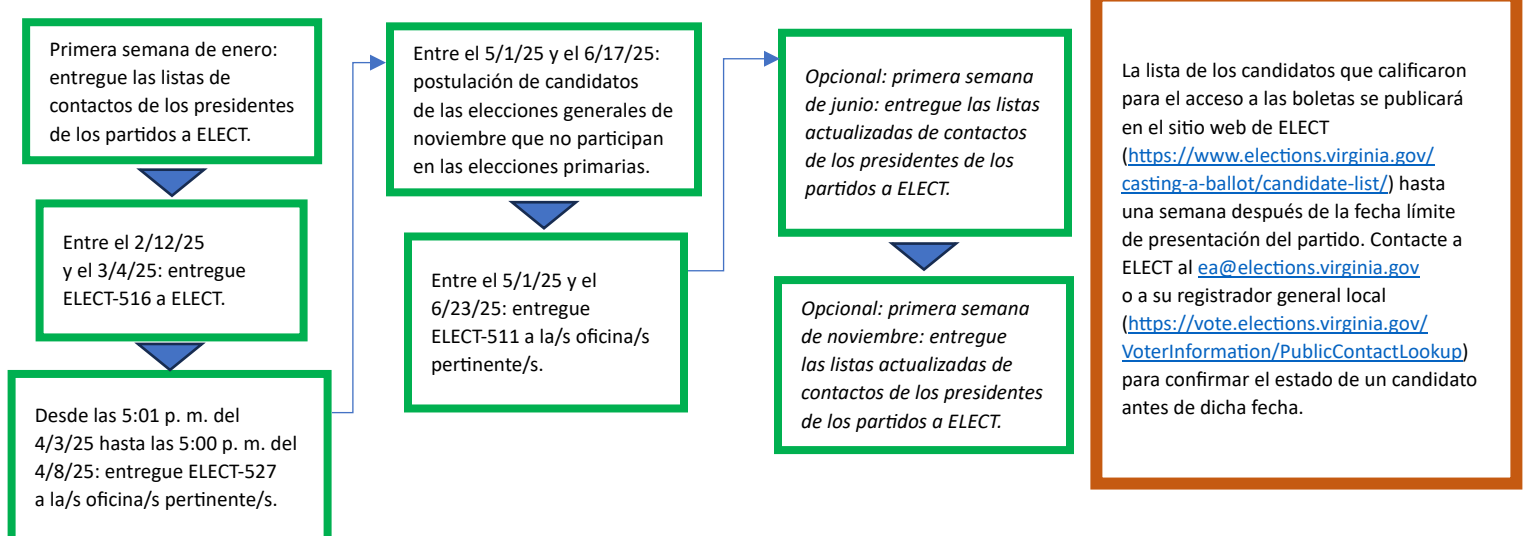 Primera semana de enero:
entregue las listas de
contactos de los presidentes
de los partidos a ELECT.
Entre el 2/12/25
y el 3/4/25: entregue
ELECT-516 a ELECT.
Desde las 5:01 p. m. del
4/3/25 hasta las 5:00 p. m. del
4/8/25: entregue ELECT-527
a la/s oficina/s pertinente/s.
Entre el 5/1/25 y el 6/17/25:
postulación de candidatos
de las elecciones generales de
noviembre que no participan
en las elecciones primarias.
Entre el 5/1/25 y el
6/23/25: entregue
ELECT-511 a la/s oficina/s
pertinente/s.
Opcional: primera semana
de junio: entregue las listas
actualizadas de contactos
de los presidentes de los
partidos a ELECT.
Opcional: primera semana
de noviembre: entregue
las listas actualizadas de
contactos de los presidentes
de los partidos a ELECT.
La lista de los candidatos que calificaron
para el acceso a las boletas se publicará
en el sitio web de ELECT
(https://www.elections.virginia.gov/
casting-a-ballot/candidate-list/) hasta
una semana después de la fecha límite
de presentación del partido. Contacte a
ELECT al ea@elections.virginia.gov
o a su registrador general local
(https://vote.elections.virginia.gov/
VoterInformation/PublicContactLookup)
para confirmar el estado de un candidato
antes de dicha fecha.